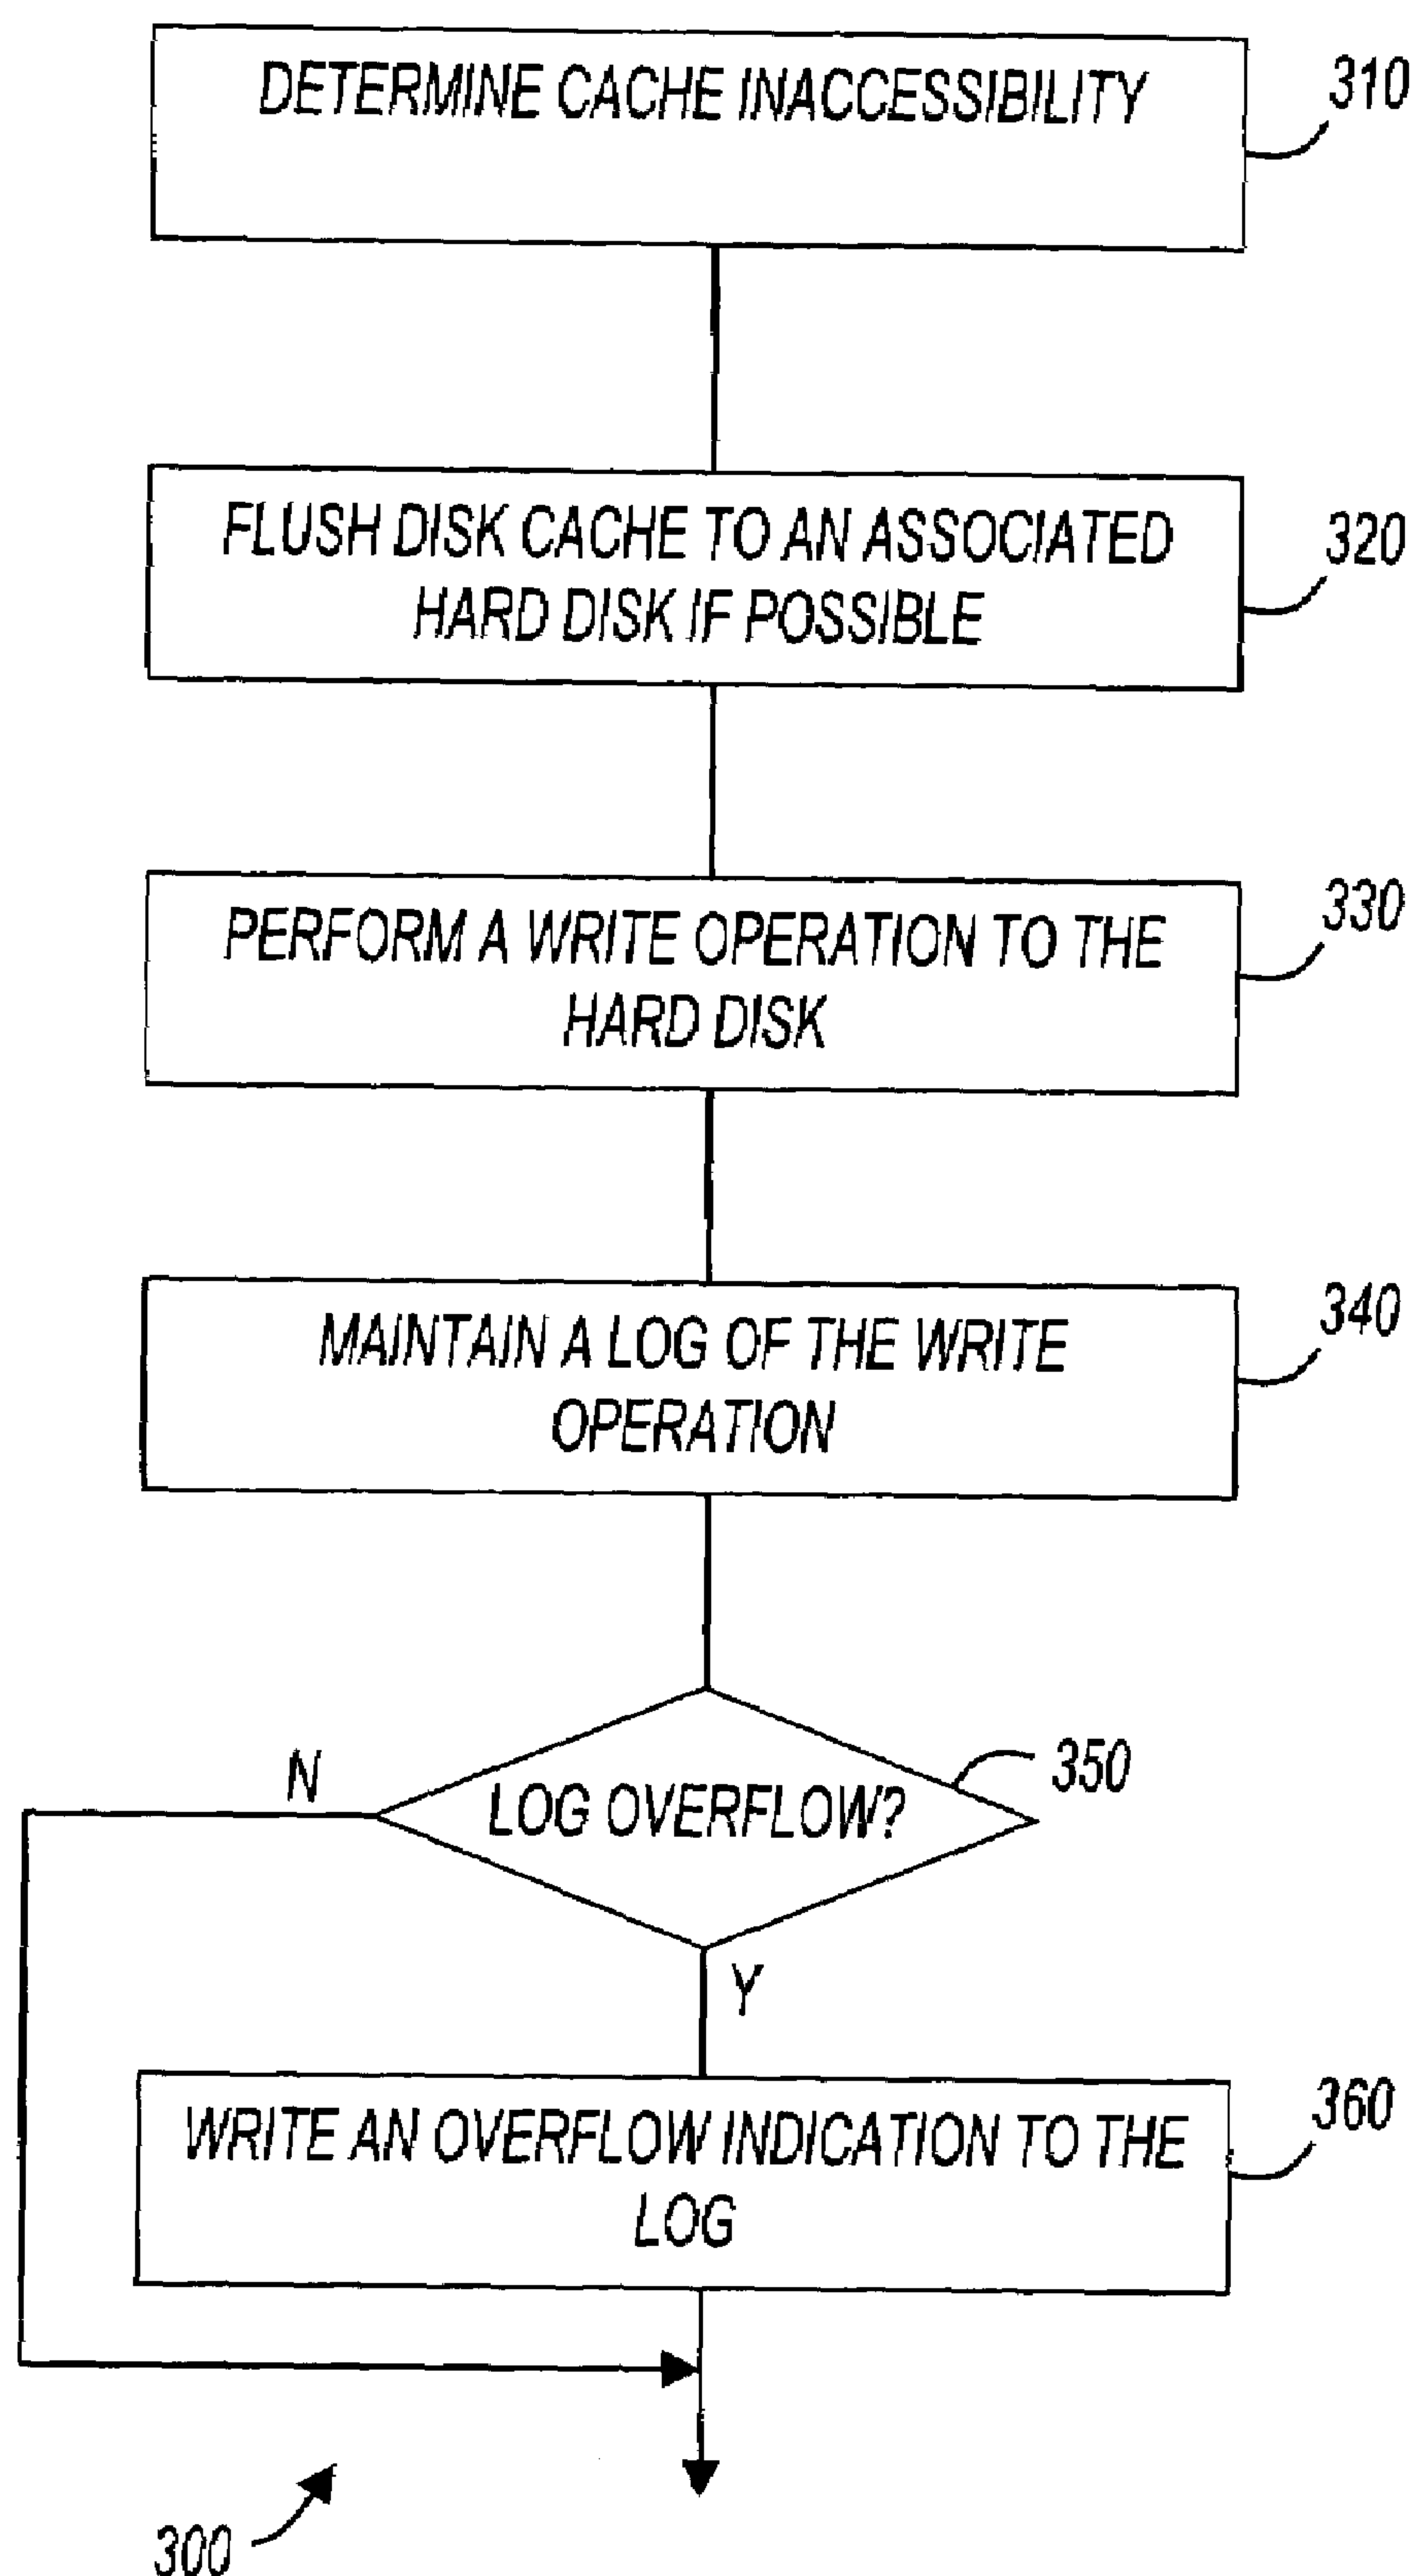 DETERMINE CACHE INACCESSIBILITY
310
FLUSH DISK CACHE TO AN ASSOCIATED
HARD DISK IF POSSIBLE
320
PERFORM A WRITE OPERATION TO THE
HARD DISK
330
MAINTAIN A LOG OF THE WRITE
OPERATION
340
N
LOG OVERFLOW?
350
Y
WRITE AN OVERFLOW INDICATION TO THE
LOG
360
300